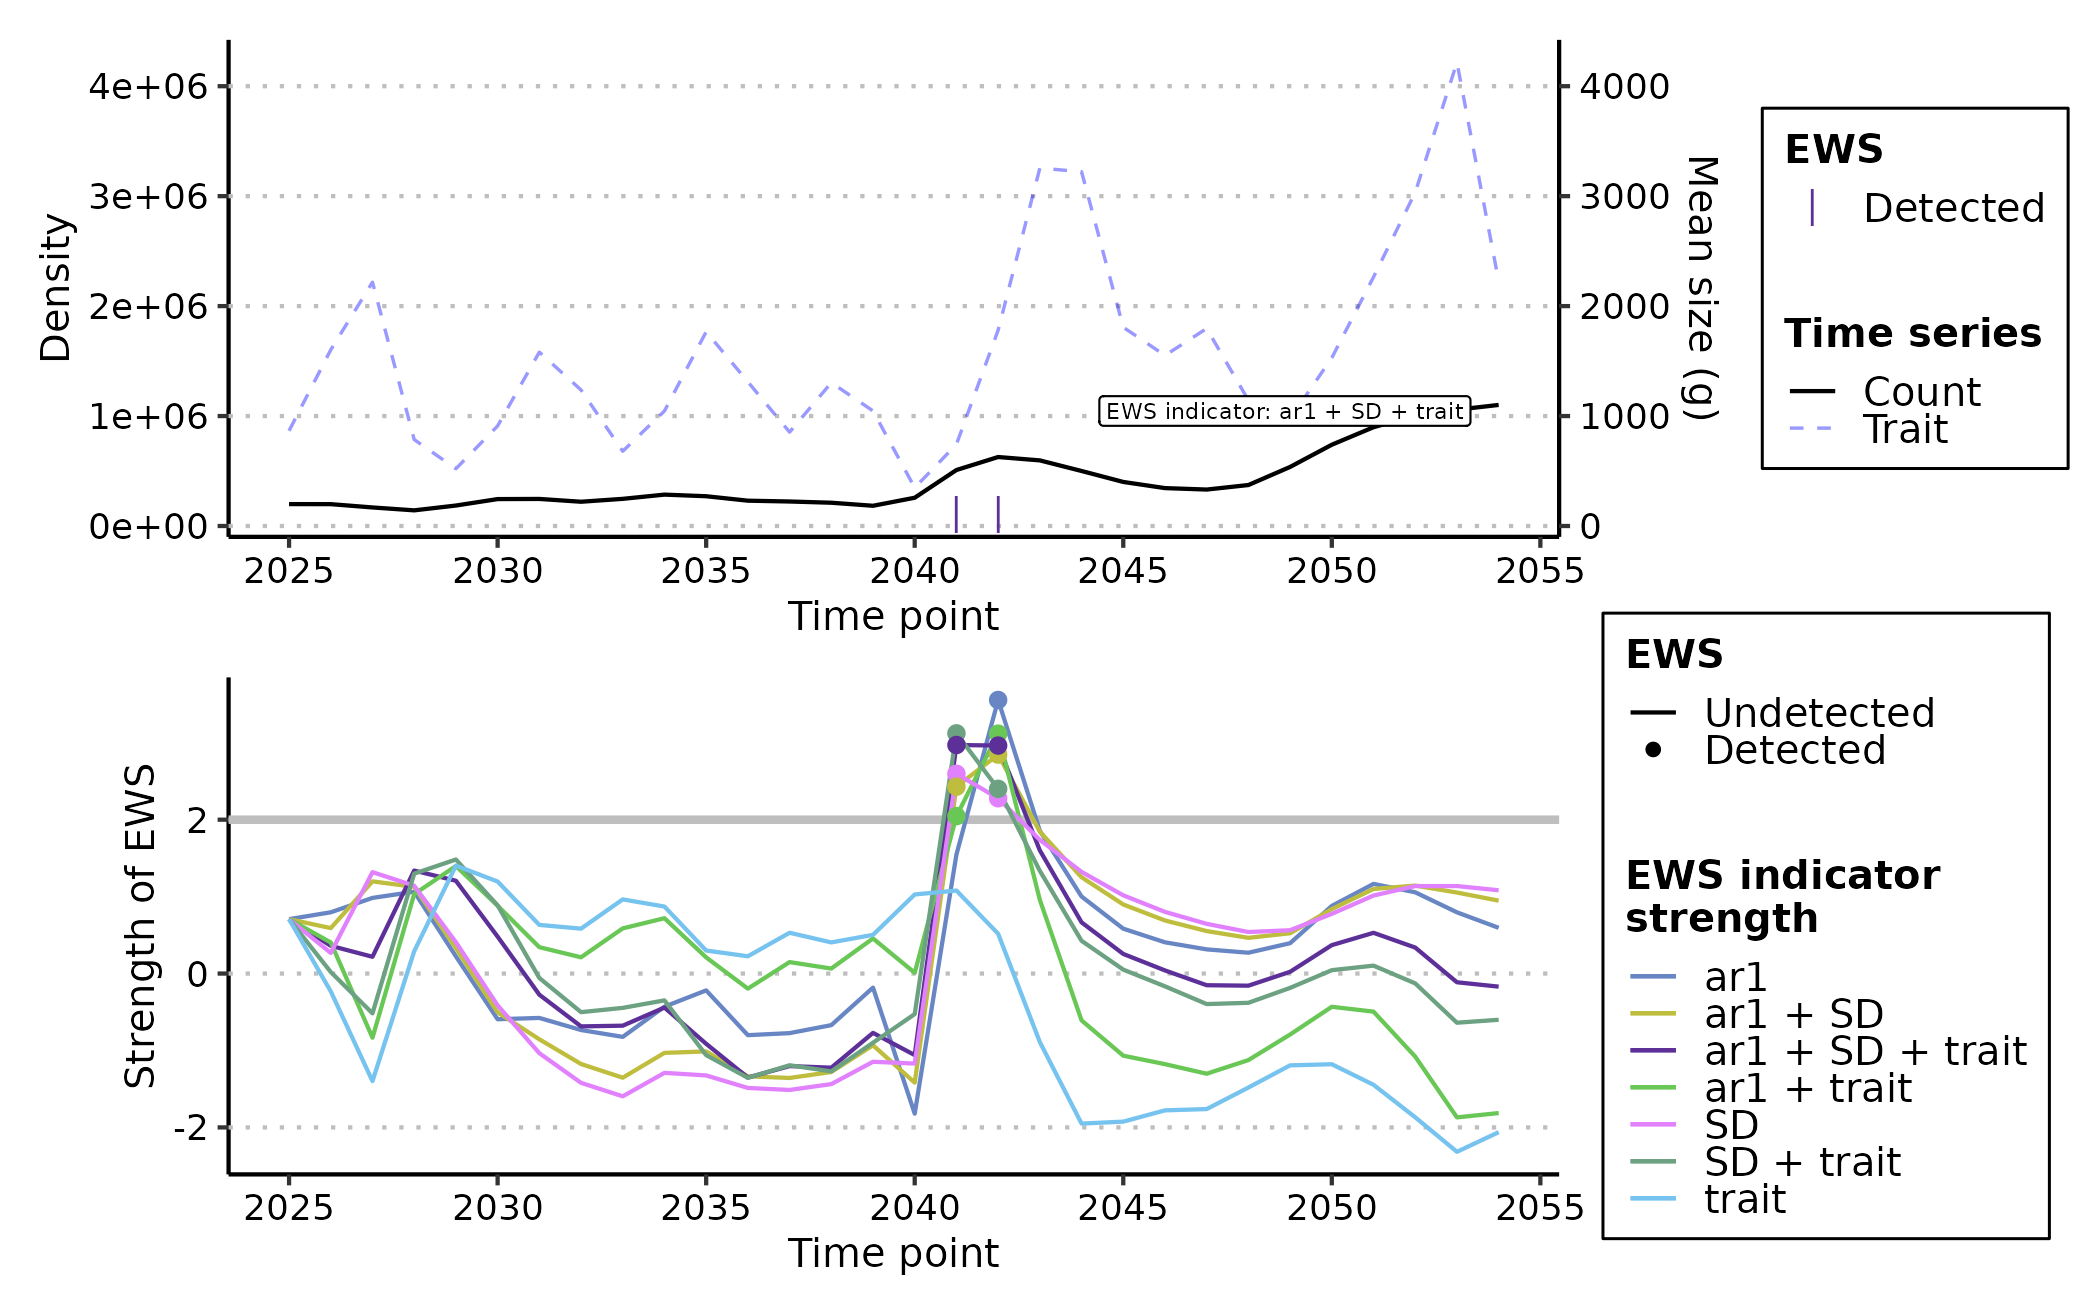 4e+06
3e+06
2e+06
1e+06
0e+00
Density
4000
3000
2000
1000
0
Mean size (g)
EWS indicator: ar1 + SD + trait
2025 2030 2035 2040 2045 2050 2055
Time point
EWS
Detected
Time series
Count
Trait
2
0
-2
Strength of EWS
2025 2030 2035 2040 2045 2050 2055
Time point
EWS
Undetected
Detected
EWS indicator
strength
ar1
ar1 + SD
ar1 + SD + trait
ar1 + trait
SD
SD + trait
trait